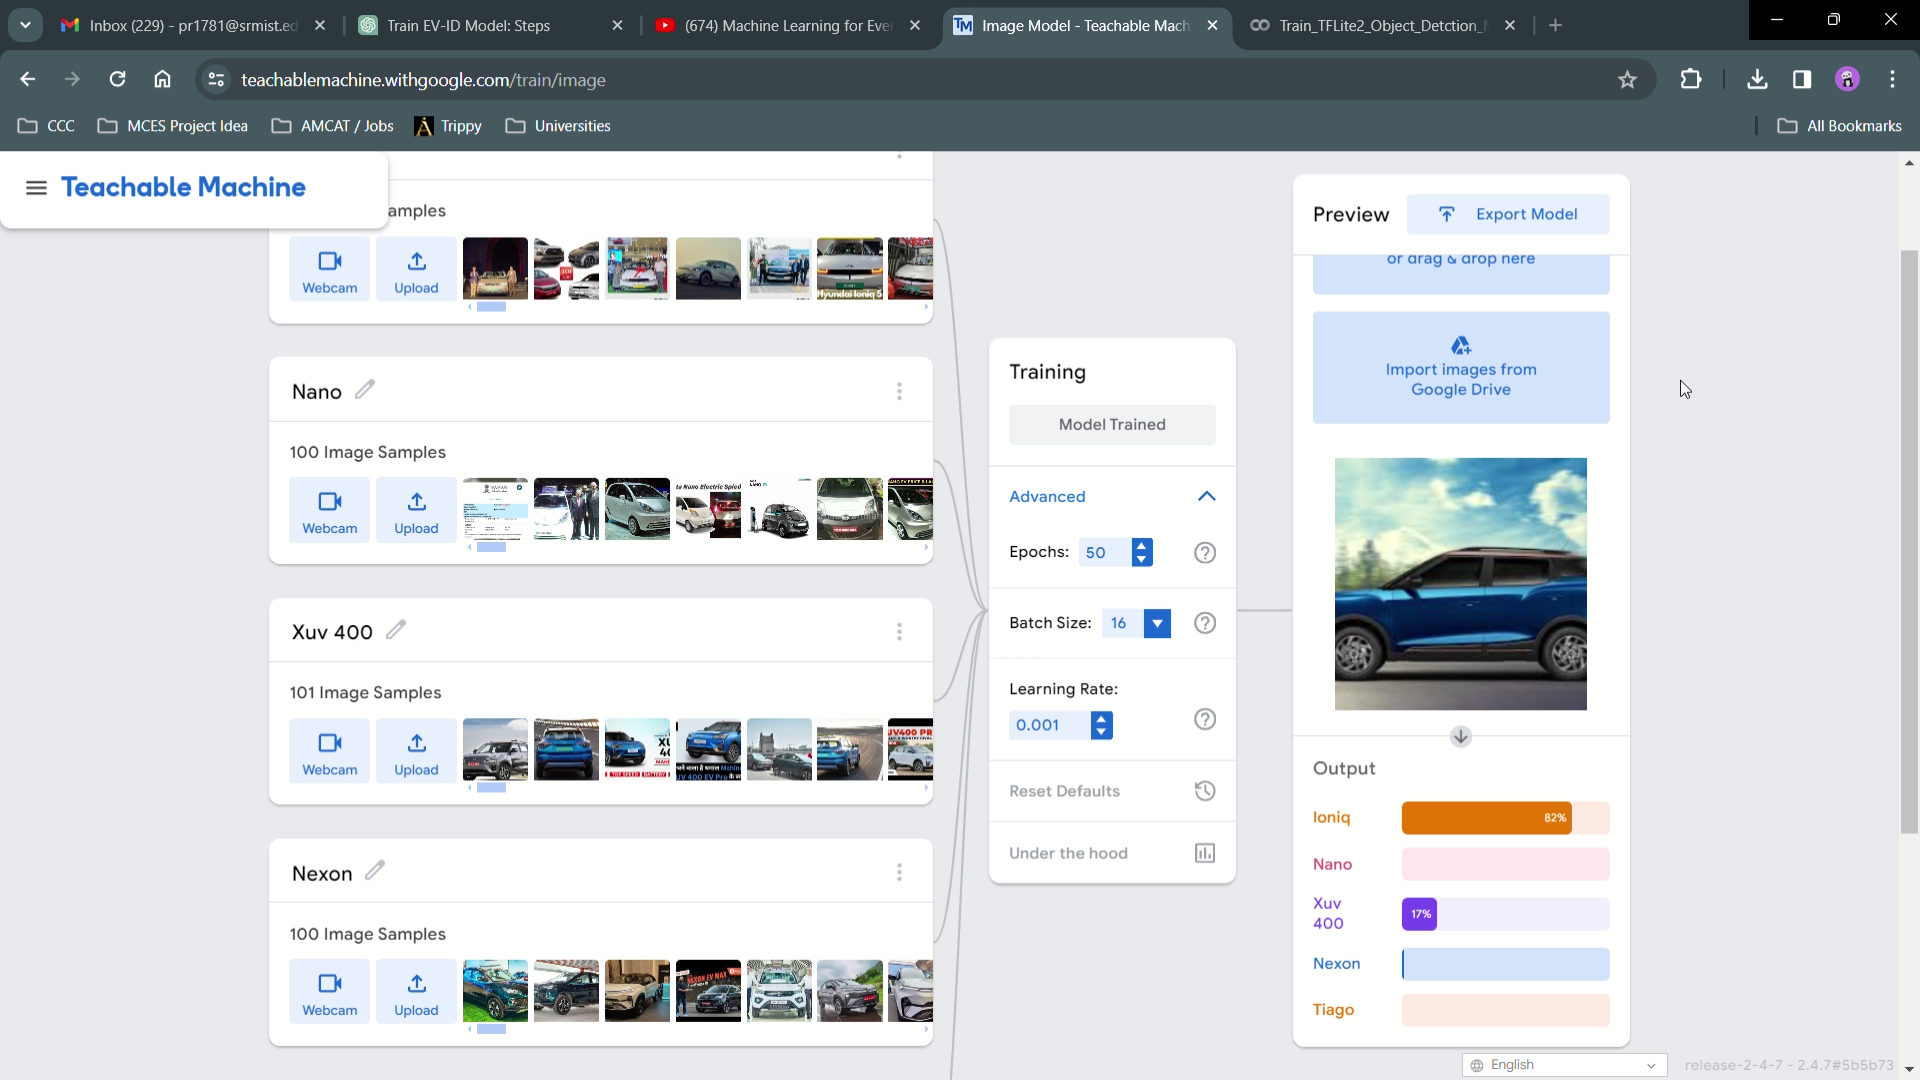 Inbox (229) - pr1781@srmist.ed
Train EV-ID Model: Steps
(674) Machine Learning for Ever
Image Model - Teachable Mach
Train_TFLite2_Object_Detction_M
teachablemachine.withgoogle.com/train/image
CCC
MCES Project Idea
AMCAT / Jobs
Trippy
Universities
All Bookmarks
Teachable Machine
amples
Webcam
Upload
Hyundai Ioniq 5
Nano
100 Image Samples
Webcam
Upload
Xuv 400
101 Image Samples
Webcam
Upload
Nexon
100 Image Samples
Webcam
Upload
Training
Model Trained
Advanced
Epochs: 50
Batch Size: 16
Learning Rate:
0.001
Reset Defaults
Under the hood
Preview
Export Model
or drag & drop here
Import images from
Google Drive
Output
Ioniq
82%
Nano
Xuv
400
17%
Nexon
Tiago
English
release-2-4-7 - 2.4.7#5b5b73